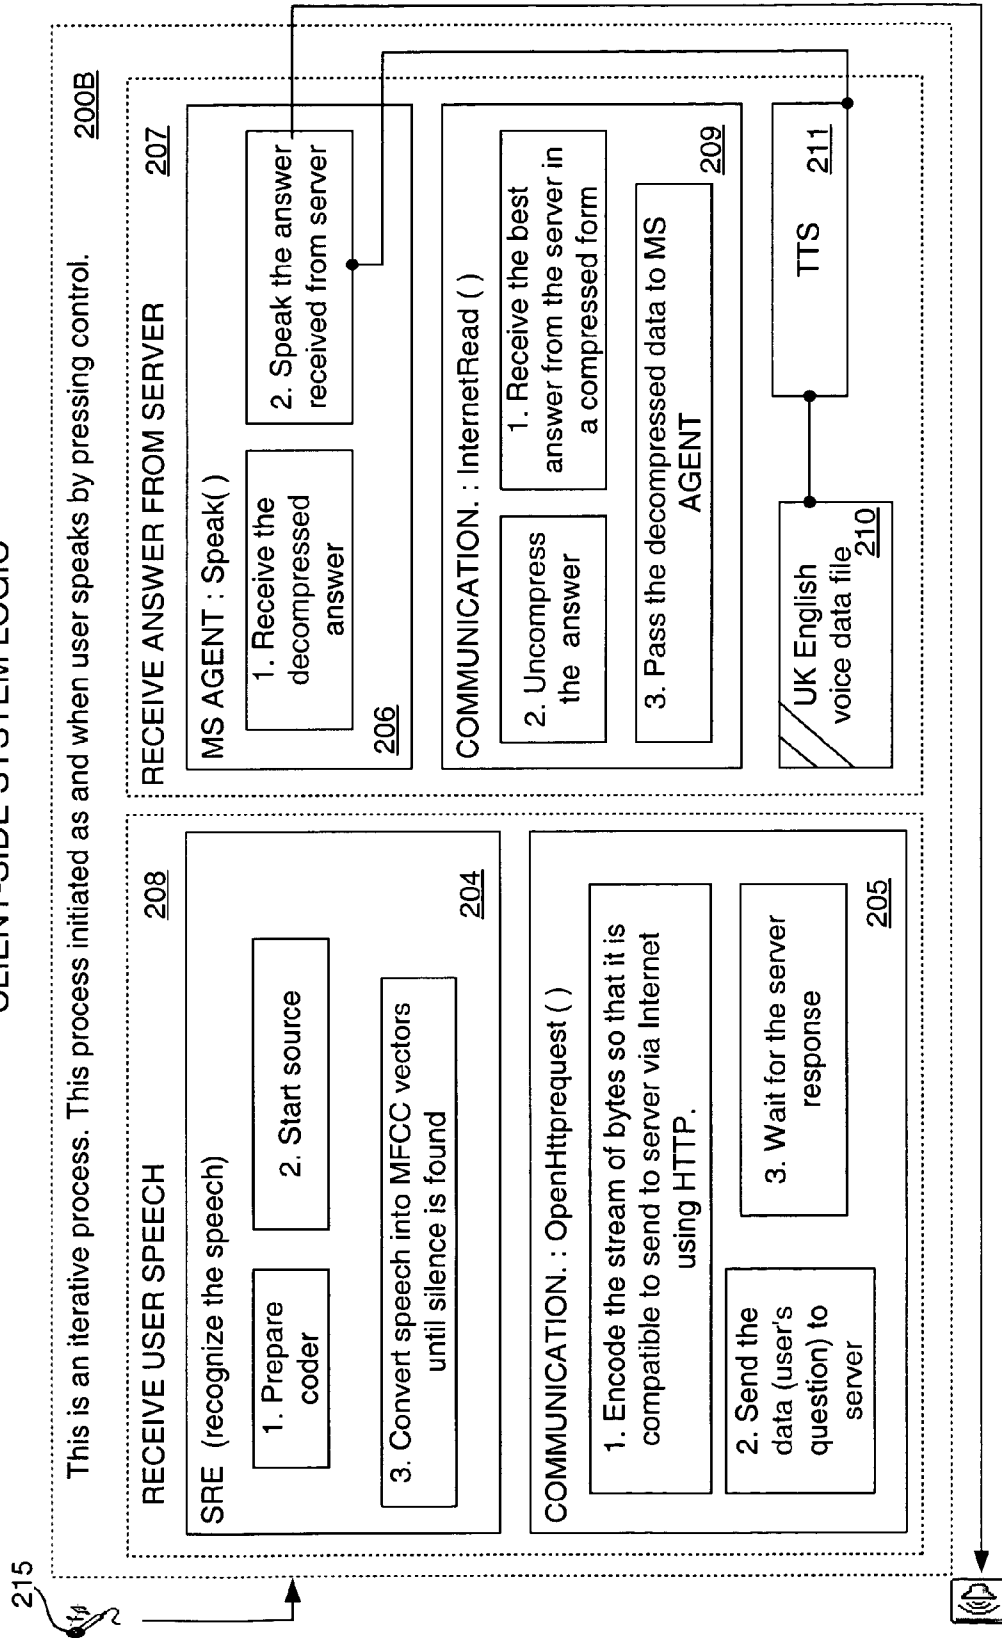 CLIENT-SIDE SYSTEM LOGIC
215
This is an iterative process. This process initiated as and when user speaks by pressing control.
200B
RECEIVE USER SPEECH
208
SRE (recognize the speech)
1. Prepare
coder
2. Start source
3. Convert speech into MFCC vectors
until silence is found
204
COMMUNICATION. : OpenHttprequest ( )
1. Encode the stream of bytes so that it is
compatible to send to server via Internet
using HTTP.
2. Send the
data (user's
question) to
server
3. Wait for the server
response
205
RECEIVE ANSWER FROM SERVER
207
MS AGENT : Speak( )
1. Receive the
decompressed
answer
2. Speak the answer
received from server
206
COMMUNICATION. : InternetRead ( )
2. Uncompress
the answer
1. Receive the best
answer from the server in
a compressed form
3. Pass the decompressed data to MS
AGENT
209
UK English
voice data file
210
TTS
211